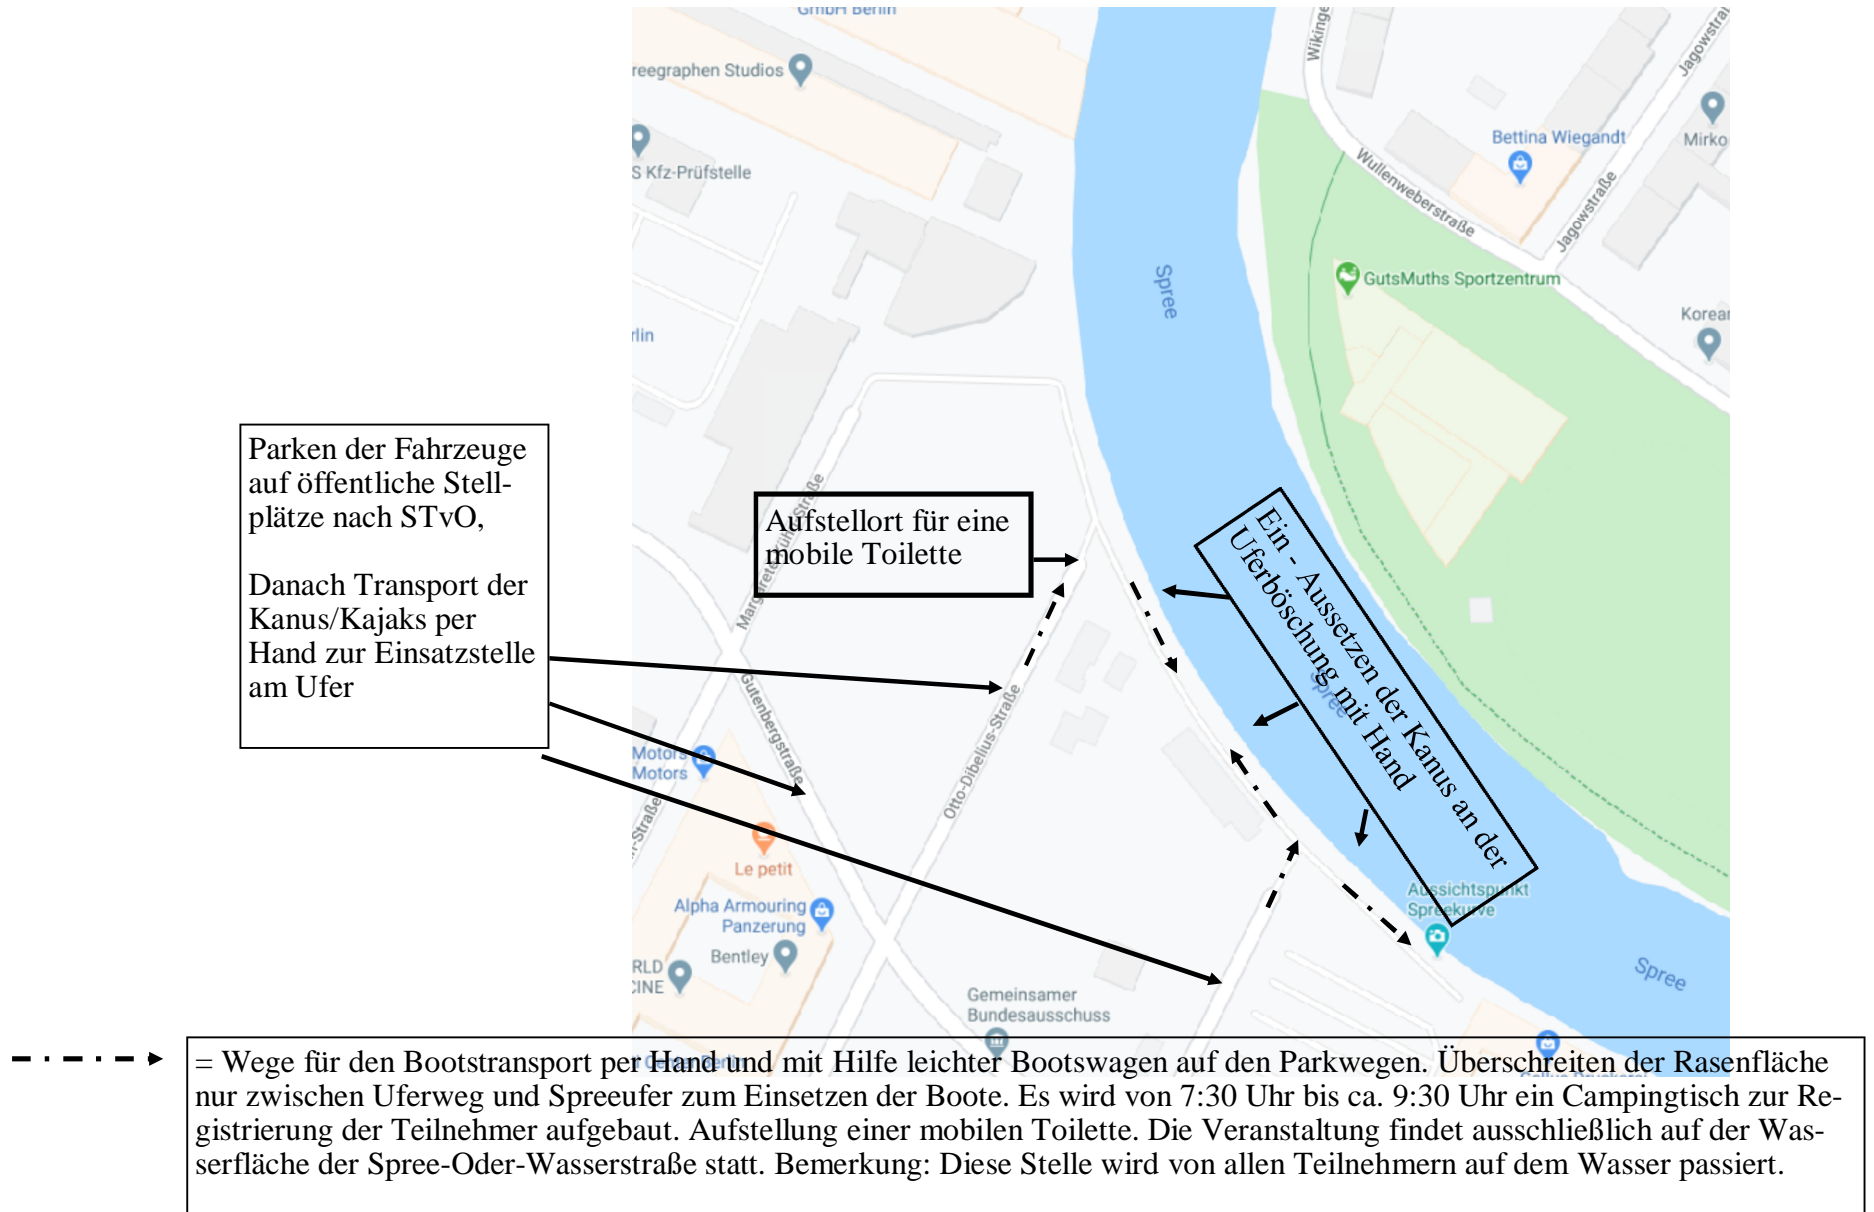 GmbH Berlin
reegraphen Studios
S Kfz-Prüfstelle
rlin
Wikinge
Jagowstraß
Bettina Wiegandt
Mirko
Wullenweberstraße
Jagowstraße
GutsMuths Sportzentrum
Korear
Spree
Parken der Fahrzeuge
auf öffentliche Stell-
plätze nach STvO,
Danach Transport der
Kanus/Kajaks per
Hand zur Einsatzstelle
am Ufer
Aufstellort für eine
mobile Toilette
Ein - Aussetzen der Kanus an der
Uferböschung mit Hand
Spree
Gutenbergstraße
Otto-Dibelius-Straße
Motors
Motors
-Straße
Le petit
Alpha Armouring
Panzerung
Bentley
RLD
CINE
Aussichtspunkt
Spreekurve
Spree
Gemeinsamer
Bundesausschuss
= Wege für den Bootstransport per Hand und mit Hilfe leichter Bootswagen auf den Parkwegen. Überschreiten der Rasenfläche
nur zwischen Uferweg und Spreeufer zum Einsetzen der Boote. Es wird von 7:30 Uhr bis ca. 9:30 Uhr ein Campingtisch zur Re-
gistrierung der Teilnehmer aufgebaut. Aufstellung einer mobilen Toilette. Die Veranstaltung findet ausschließlich auf der Was-
serfläche der Spree-Oder-Wasserstraße statt. Bemerkung: Diese Stelle wird von allen Teilnehmern auf dem Wasser passiert.